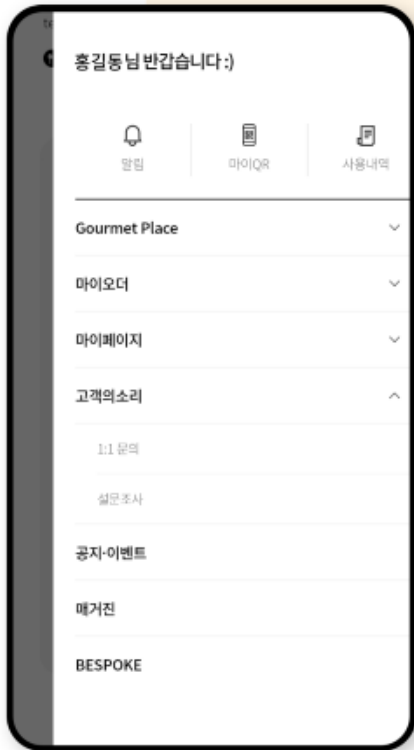 홍길동님 반갑습니다 :)
알림 마이QR 사용내역
Gourmet Place
마이오더
마이페이지
고객의소리
1:1 문의
설문조사
공지·이벤트
매거진
BESPOKE